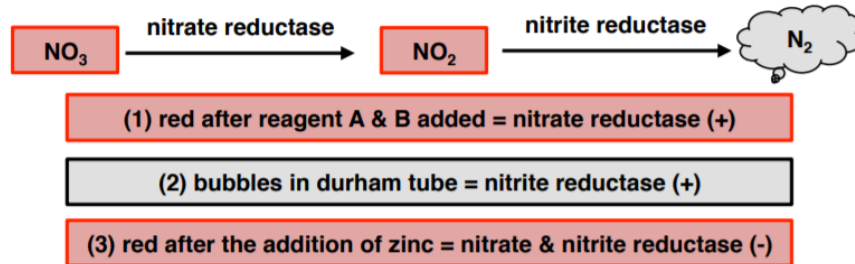 nitrate reductase
nitrite reductase
NO₃
NO₂
N₂
(1) red after reagent A & B added = nitrate reductase (+)
(2) bubbles in durham tube = nitrite reductase (+)
(3) red after the addition of zinc = nitrate & nitrite reductase (-)